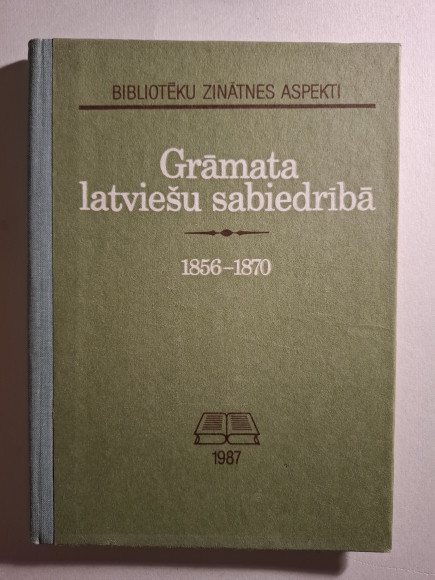 BIBLIOTĒKU ZINĀTNES ASPEKTI
Grāmata
latviešu sabiedrībā
1856–1870
1987